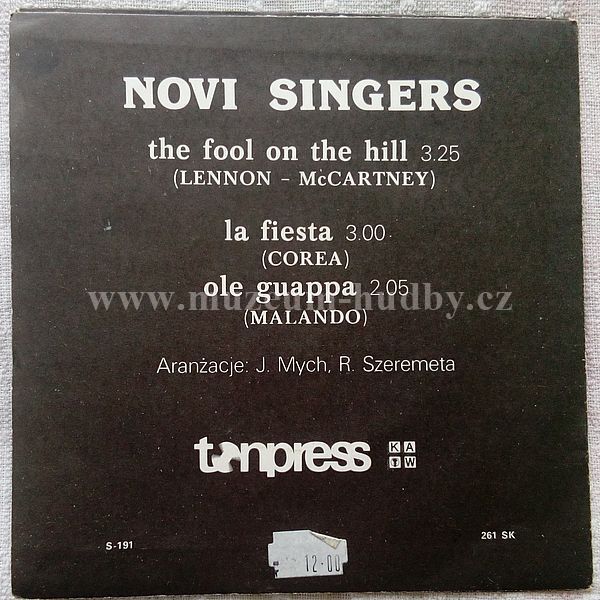 NOVI SINGERS
the fool on the hill 3.25
(LENNON - McCARTNEY)
la fiesta 3.00
(COREA)
ole guappa 2.05
www.muzeum-hudby.cz
(MALANDO)
Aranżacje: J. Mych, R. Szeremeta
tonpress KAW
S-191
261 SK
12.00